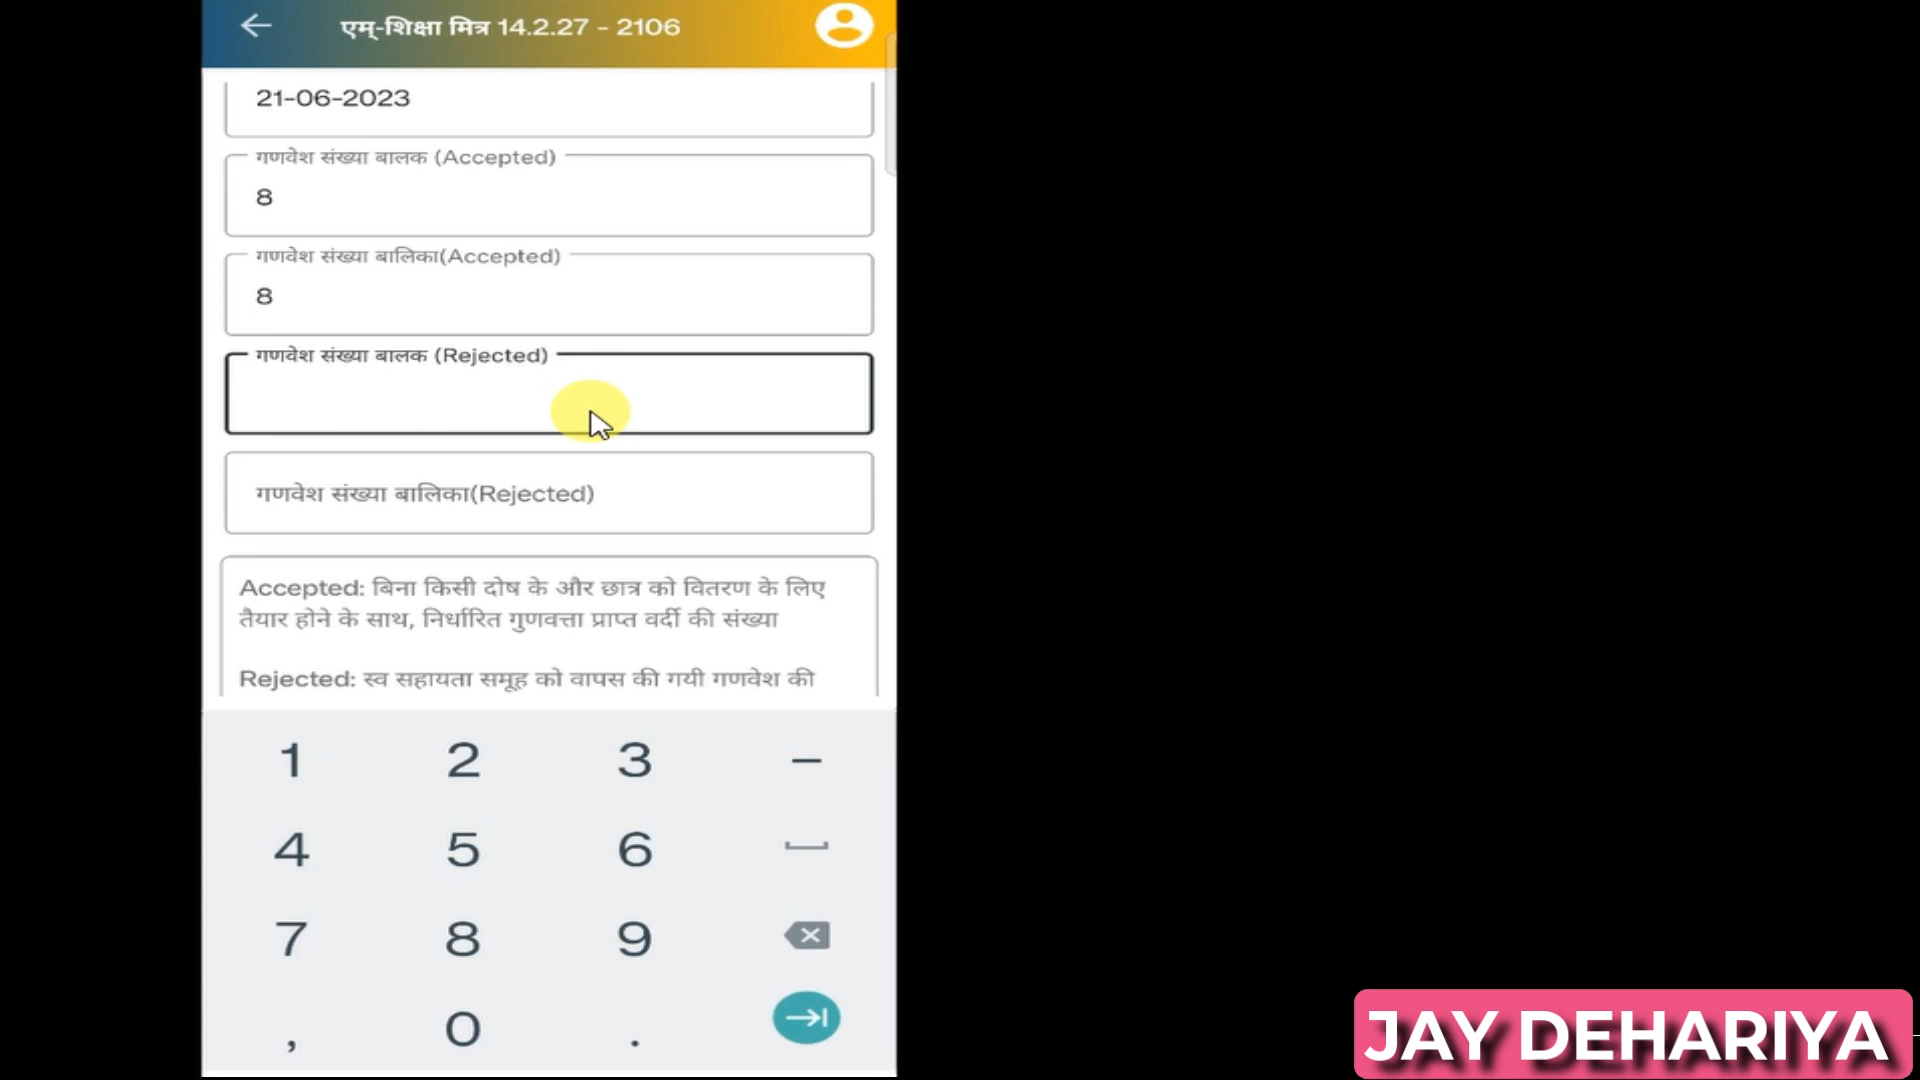 एम्-शिक्षा मित्र 14.2.27 - 2106
21-06-2023
गणवेश संख्या बालक (Accepted)
8
गणवेश संख्या बालिका(Accepted)
8
गणवेश संख्या बालक (Rejected)
गणवेश संख्या बालिका(Rejected)
Accepted: बिना किसी दोष के और छात्र को वितरण के लिए
तैयार होने के साथ, निर्धारित गुणवत्ता प्राप्त वर्दी की संख्या
Rejected: स्व सहायता समूह को वापस की गयी गणवेश की
1 2 3 –
4 5 6
7 8 9
, 0 .
JAY DEHARIYA